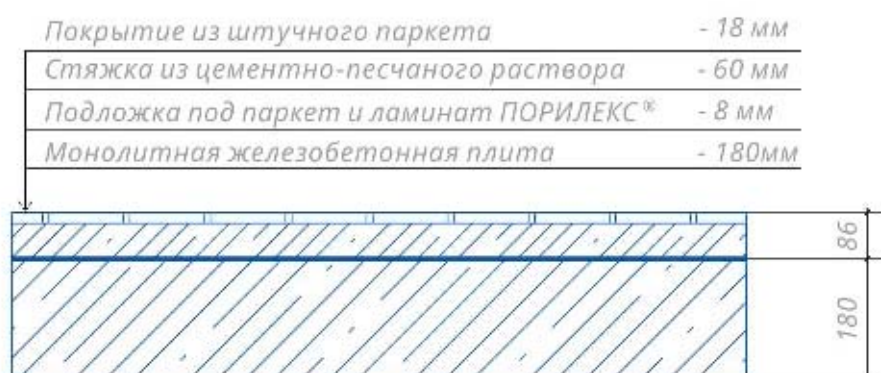 Покрытие из штучного паркета - 18 мм
Стяжка из цементно-песчаного раствора - 60 мм
Подложка под паркет и ламинат ПОРИЛЕКС® - 8 мм
Монолитная железобетонная плита - 180мм
86
180